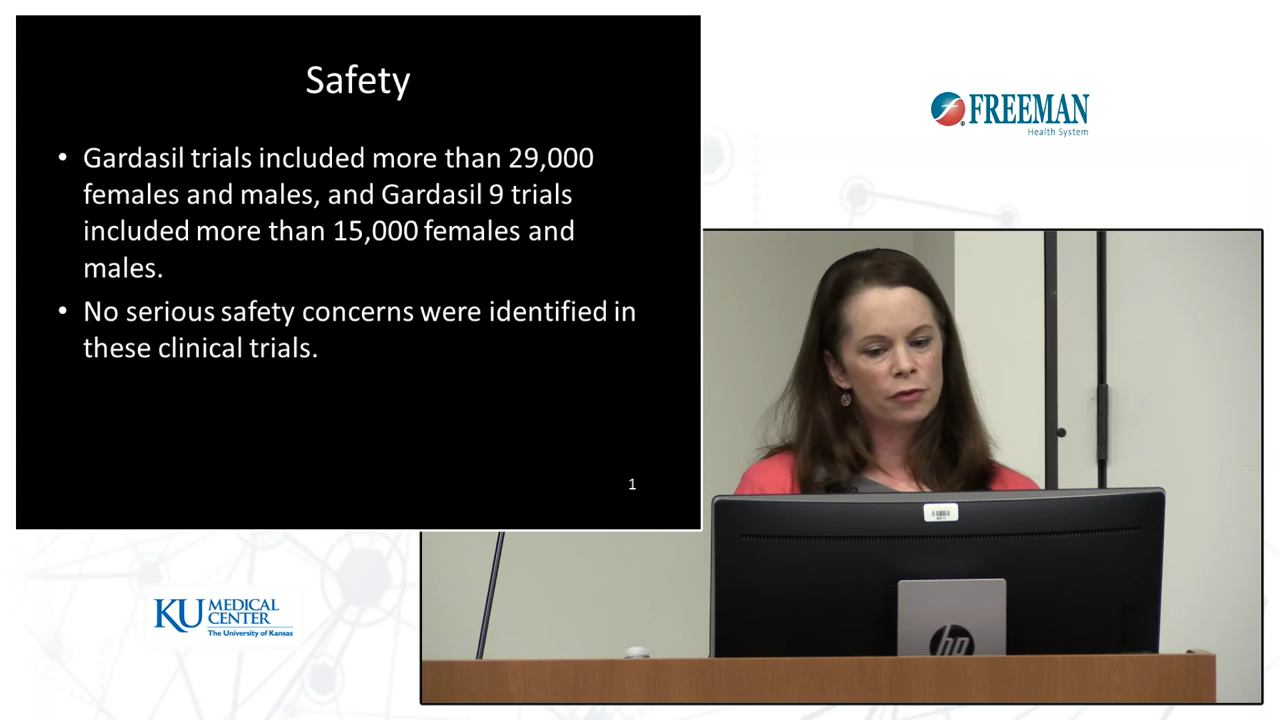 Safety
• Gardasil trials included more than 29,000
females and males, and Gardasil 9 trials
included more than 15,000 females and
males.
• No serious safety concerns were identified in
these clinical trials.
1
FREEMAN
Health System
KU MEDICAL
CENTER
The University of Kansas
hp